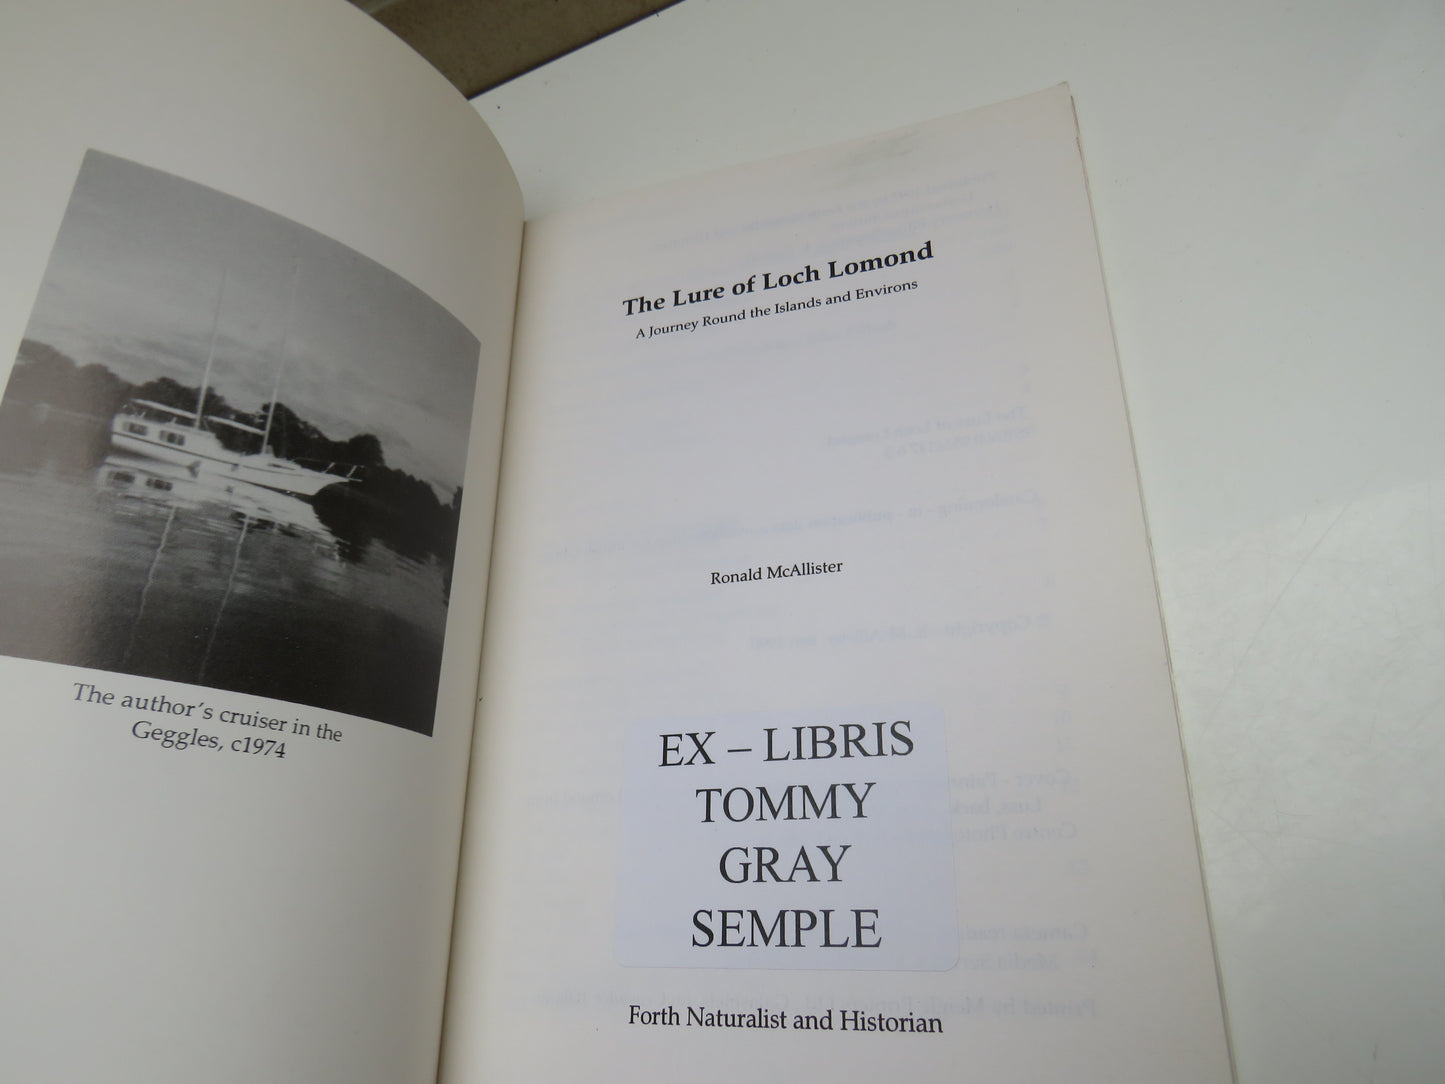 The author's cruiser in the
Geggles, c1974
The Lure of Loch Lomond
A Journey Round the Islands and Environs
Ronald McAllister
EX – LIBRIS
TOMMY
GRAY
SEMPLE
Forth Naturalist and Historian